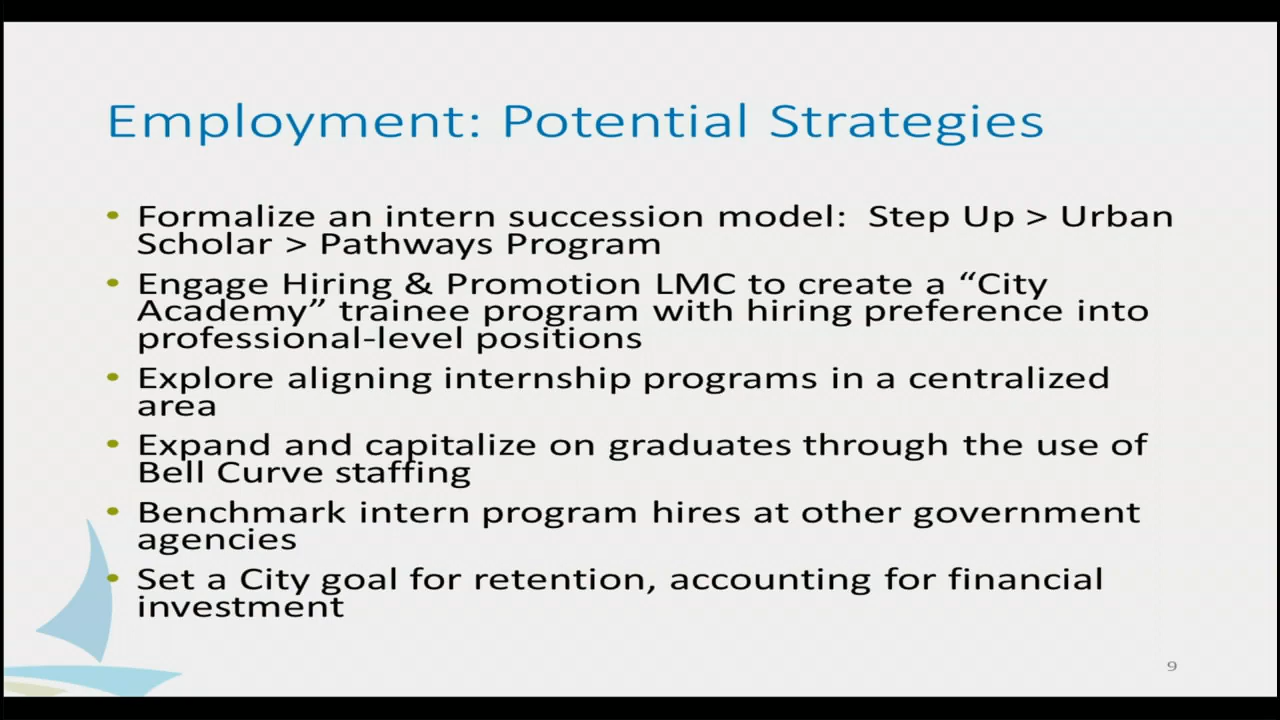 Employment: Potential Strategies
• Formalize an intern succession model:  Step Up > Urban
Scholar > Pathways Program
• Engage Hiring & Promotion LMC to create a “City
Academy” trainee program with hiring preference into
professional-level positions
• Explore aligning internship programs in a centralized
area
• Expand and capitalize on graduates through the use of
Bell Curve staffing
• Benchmark intern program hires at other government
agencies
• Set a City goal for retention, accounting for financial
investment
9